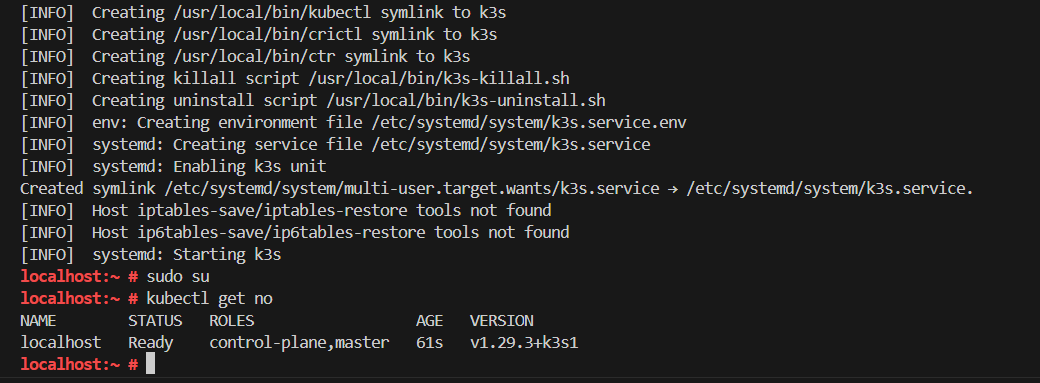 [INFO]  Creating /usr/local/bin/kubectl symlink to k3s
[INFO]  Creating /usr/local/bin/crictl symlink to k3s
[INFO]  Creating /usr/local/bin/ctr symlink to k3s
[INFO]  Creating killall script /usr/local/bin/k3s-killall.sh
[INFO]  Creating uninstall script /usr/local/bin/k3s-uninstall.sh
[INFO]  env: Creating environment file /etc/systemd/system/k3s.service.env
[INFO]  systemd: Creating service file /etc/systemd/system/k3s.service
[INFO]  systemd: Enabling k3s unit
Created symlink /etc/systemd/system/multi-user.target.wants/k3s.service → /etc/systemd/system/k3s.service.
[INFO]  Host iptables-save/iptables-restore tools not found
[INFO]  Host ip6tables-save/ip6tables-restore tools not found
[INFO]  systemd: Starting k3s
localhost:~ # sudo su
localhost:~ # kubectl get no
NAME        STATUS   ROLES                  AGE   VERSION
localhost   Ready    control-plane,master   61s   v1.29.3+k3s1
localhost:~ #